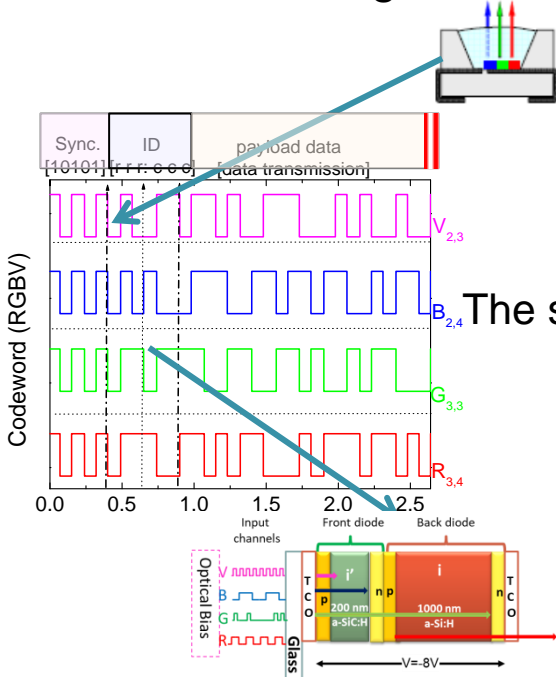 Sync. ID payload data
[10101] [r r r: c c c] [data transmission]
Codeword (RGBV)
V2,3
B2,4
The s
G3,3
R3,4
0.0 0.5 1.0 1.5 2.0 2.5
Input channels
Front diode
Back diode
Optical Bias
V
B
G
R
Glass
TCO
p
i'
200 nm
a-SiC:H
n
p
i
1000 nm
a-Si:H
n
TCO
V=-8V